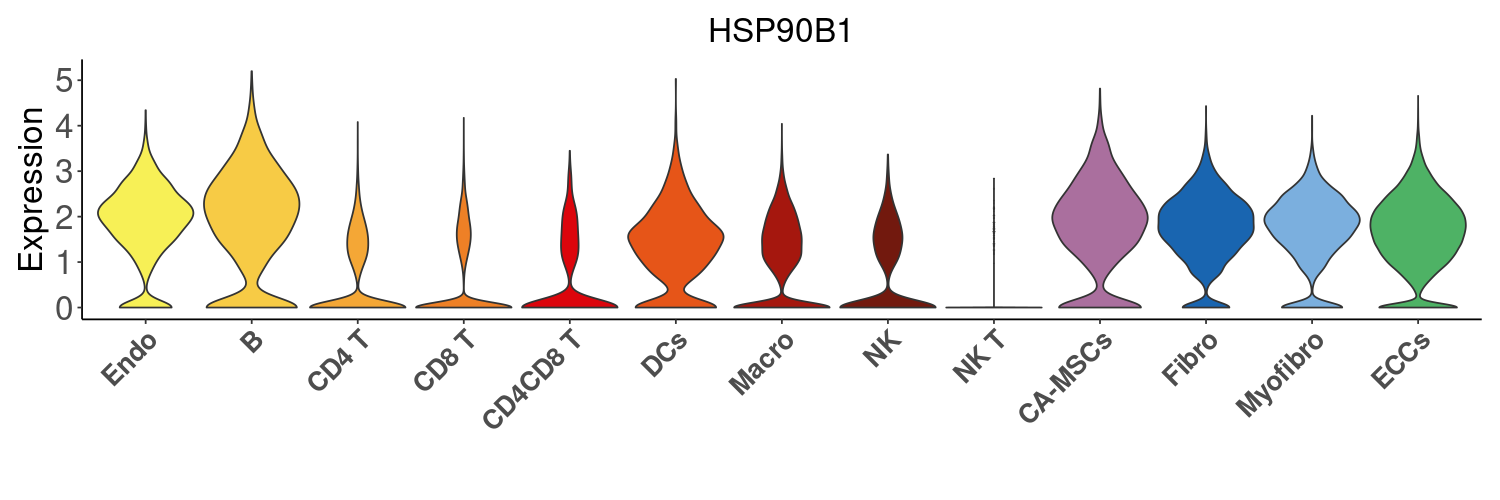 HSP90B1
Expression
5
4
3
2
1
0
Endo
B
CD4 T
CD8 T
CD4CD8 T
DCs
Macro
NK
NK T
CA-MSCs
Fibro
Myofibro
ECCs